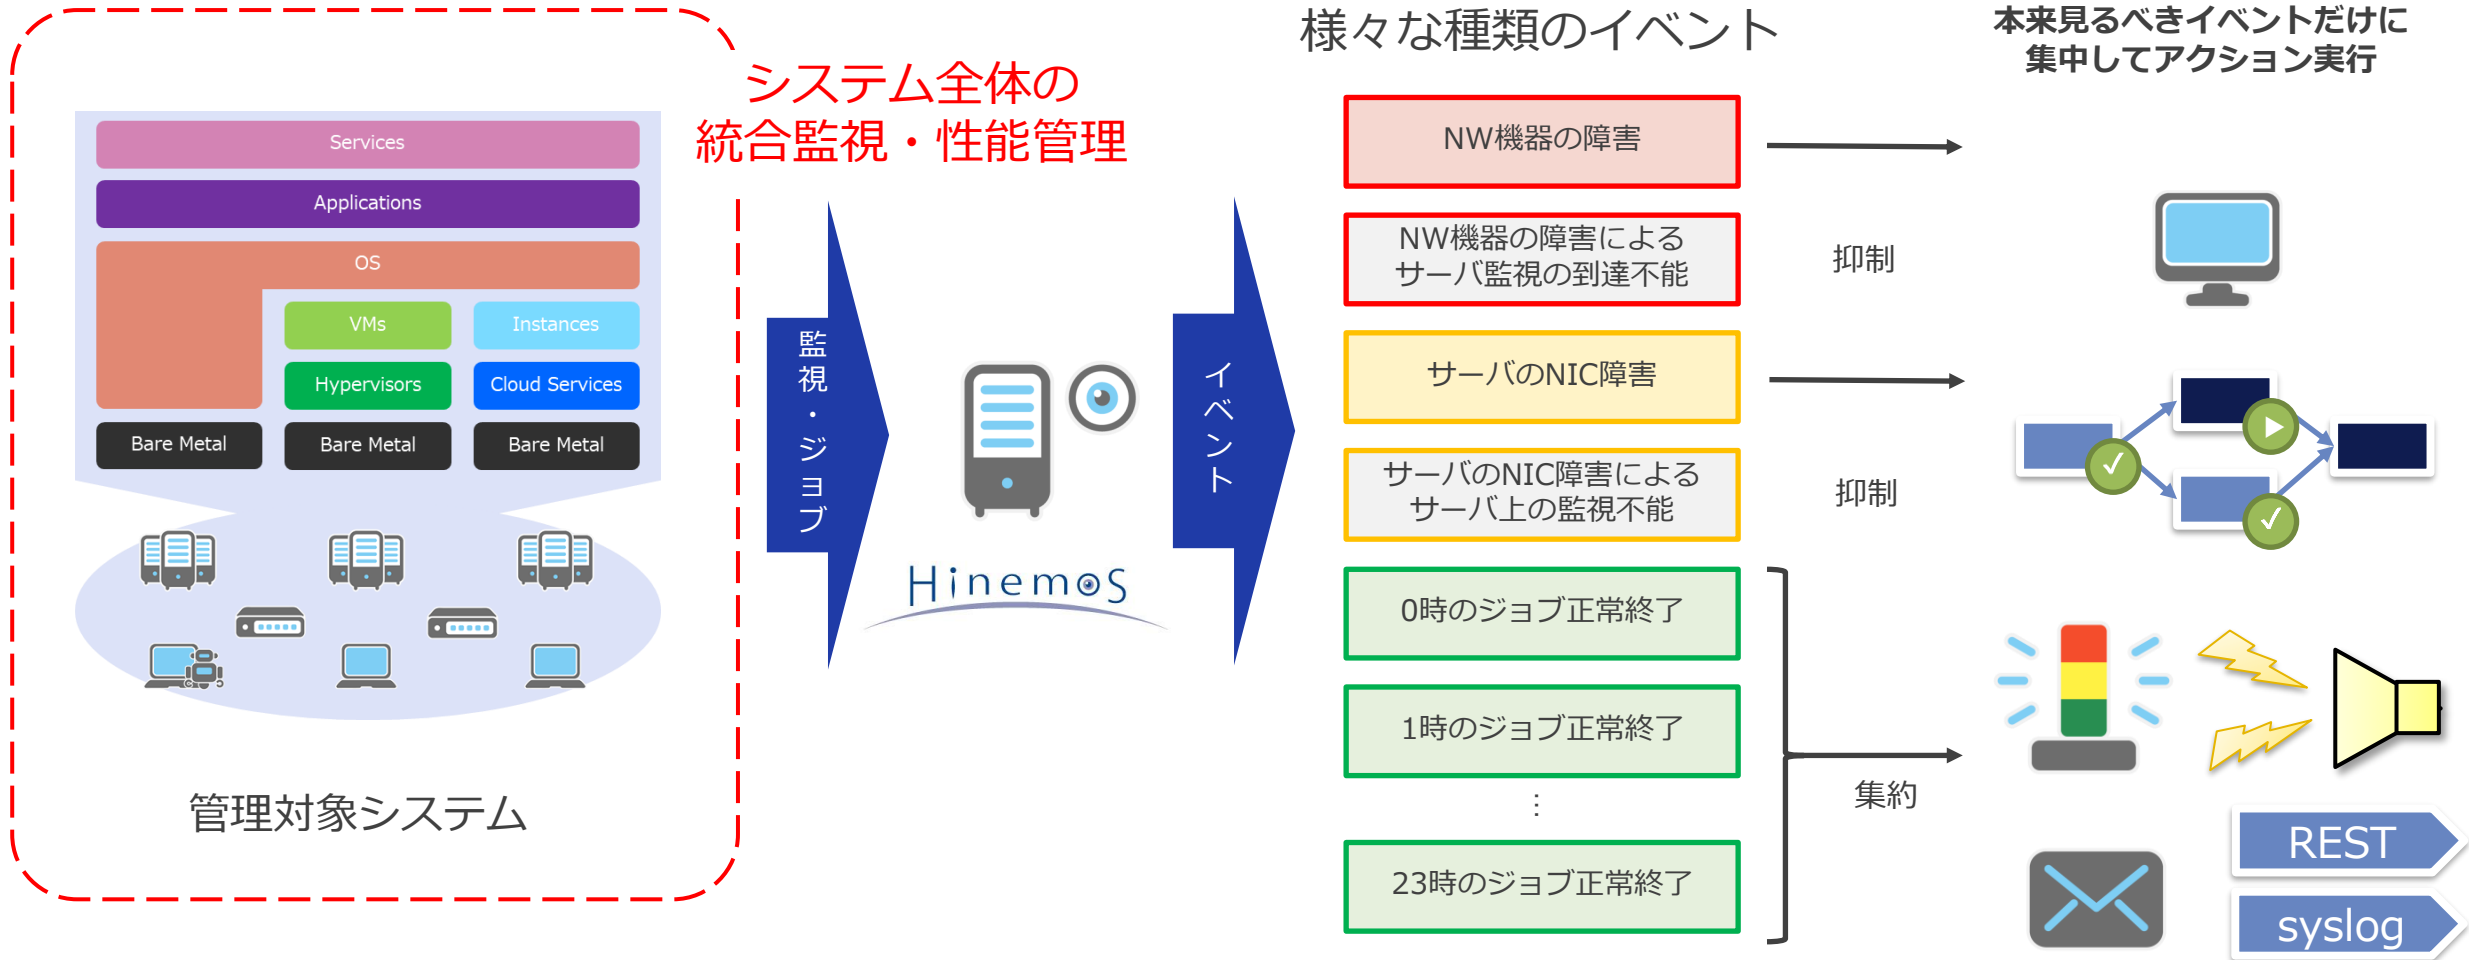 システム全体の
統合監視・性能管理
Services
Applications
OS
VMs
Instances
Hypervisors
Cloud Services
Bare Metal
Bare Metal
Bare Metal
管理対象システム
監視・ジョブ
Hinemos
イベント
様々な種類のイベント
NW機器の障害
NW機器の障害による
サーバ監視の到達不能
抑制
サーバのNIC障害
サーバのNIC障害による
サーバ上の監視不能
抑制
0時のジョブ正常終了
1時のジョブ正常終了
…
23時のジョブ正常終了
集約
本来見るべきイベントだけに
集中してアクション実行
REST
syslog